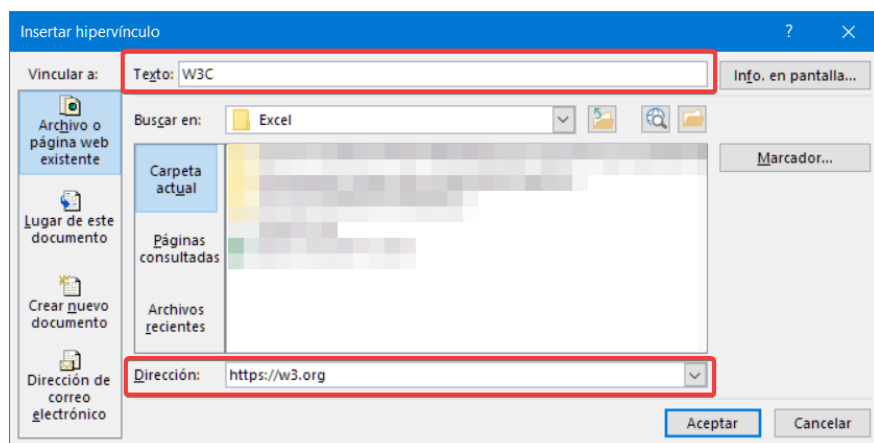 Insertar hipervínculo
Vincular a:
Texto: W3C
Info. en pantalla...
Archivo o
página web
existente
Buscar en:
Excel
Marcador...
Carpeta
actual
Lugar de este
documento
Páginas
consultadas
Crear nuevo
documento
Archivos
recientes
Dirección de
correo
electrónico
Dirección:
https://w3.org
Aceptar
Cancelar